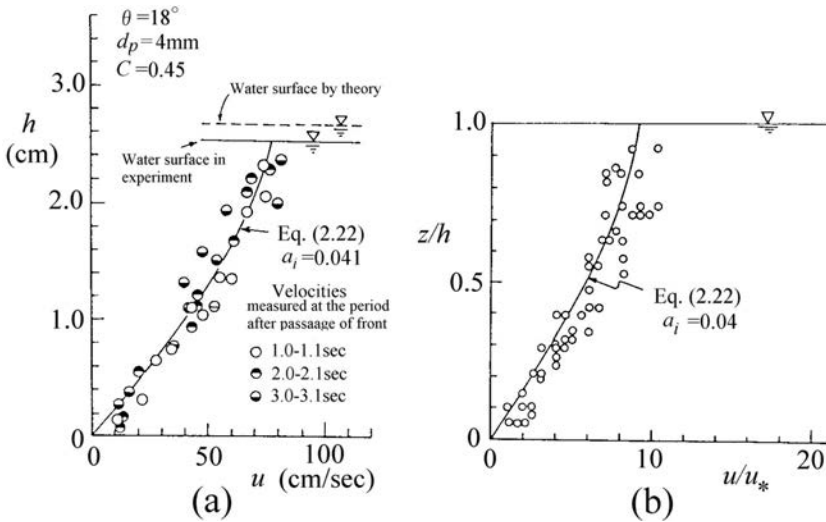 θ=18°
d_p=4mm
C=0.45
3.0
h
(cm)
2.0
1.0
0
Water surface by theory
Water surface in
experiment
Eq. (2.22)
a_i=0.041
Velocities
measured at the period
after passaage of front
1.0-1.1sec
2.0-2.1sec
3.0-3.1sec
0 50 100
u (cm/sec)
(a)
1.0
z/h
0.5
0
Eq. (2.22)
a_i=0.04
0 10 20
u/u*
(b)